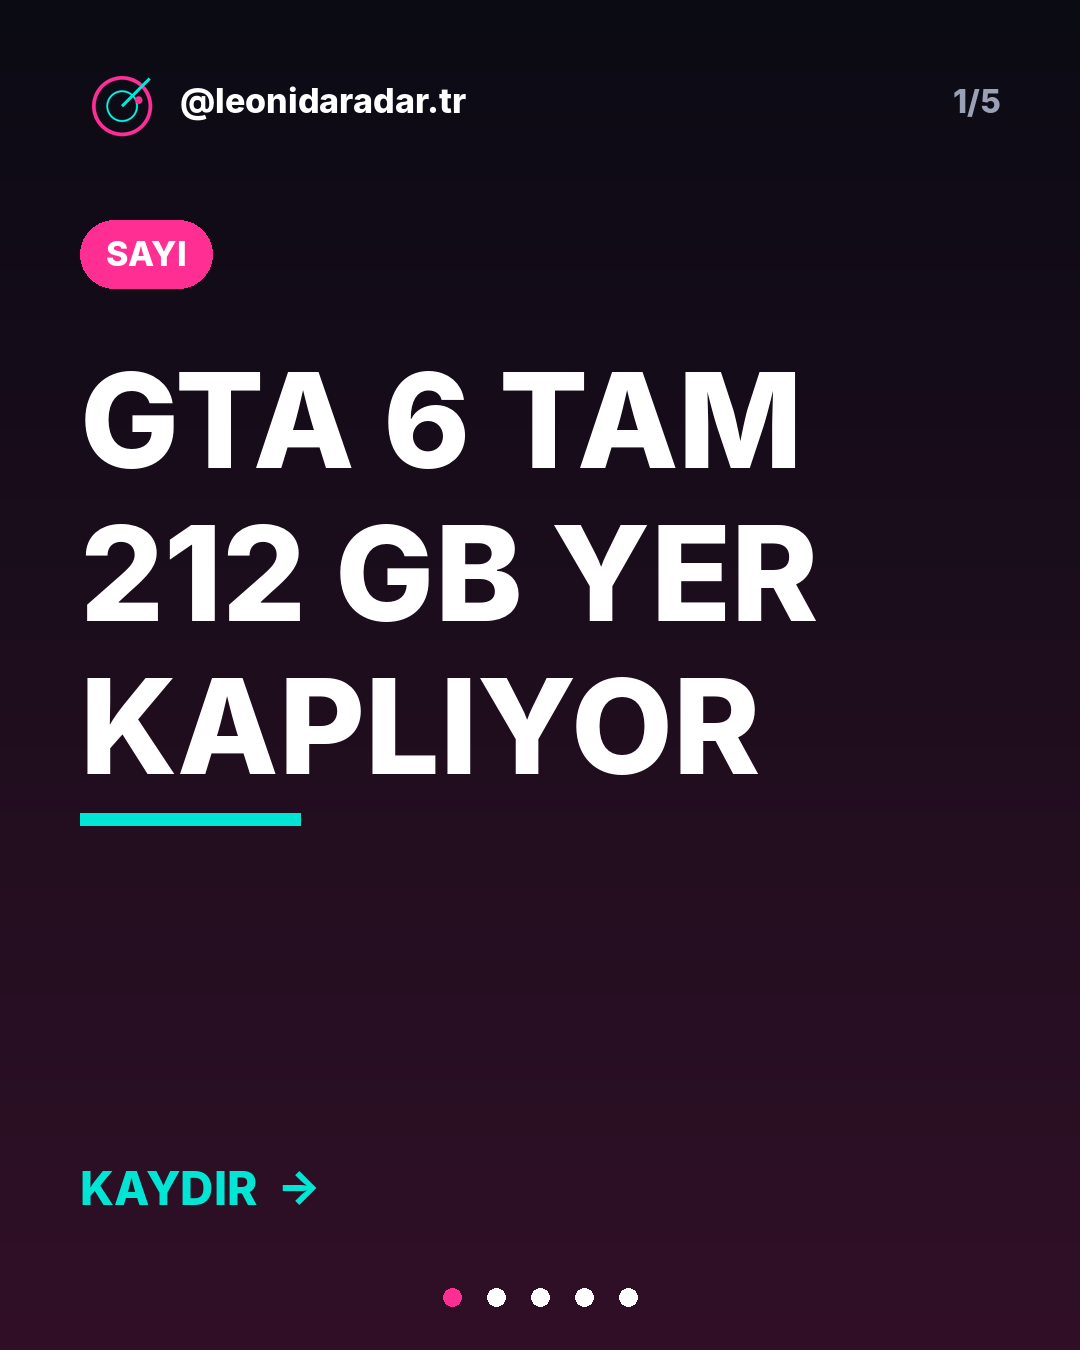 @leonidaradar.tr
1/5
SAYI
GTA 6 TAM
212 GB YER
KAPLIYOR
KAYDIR →